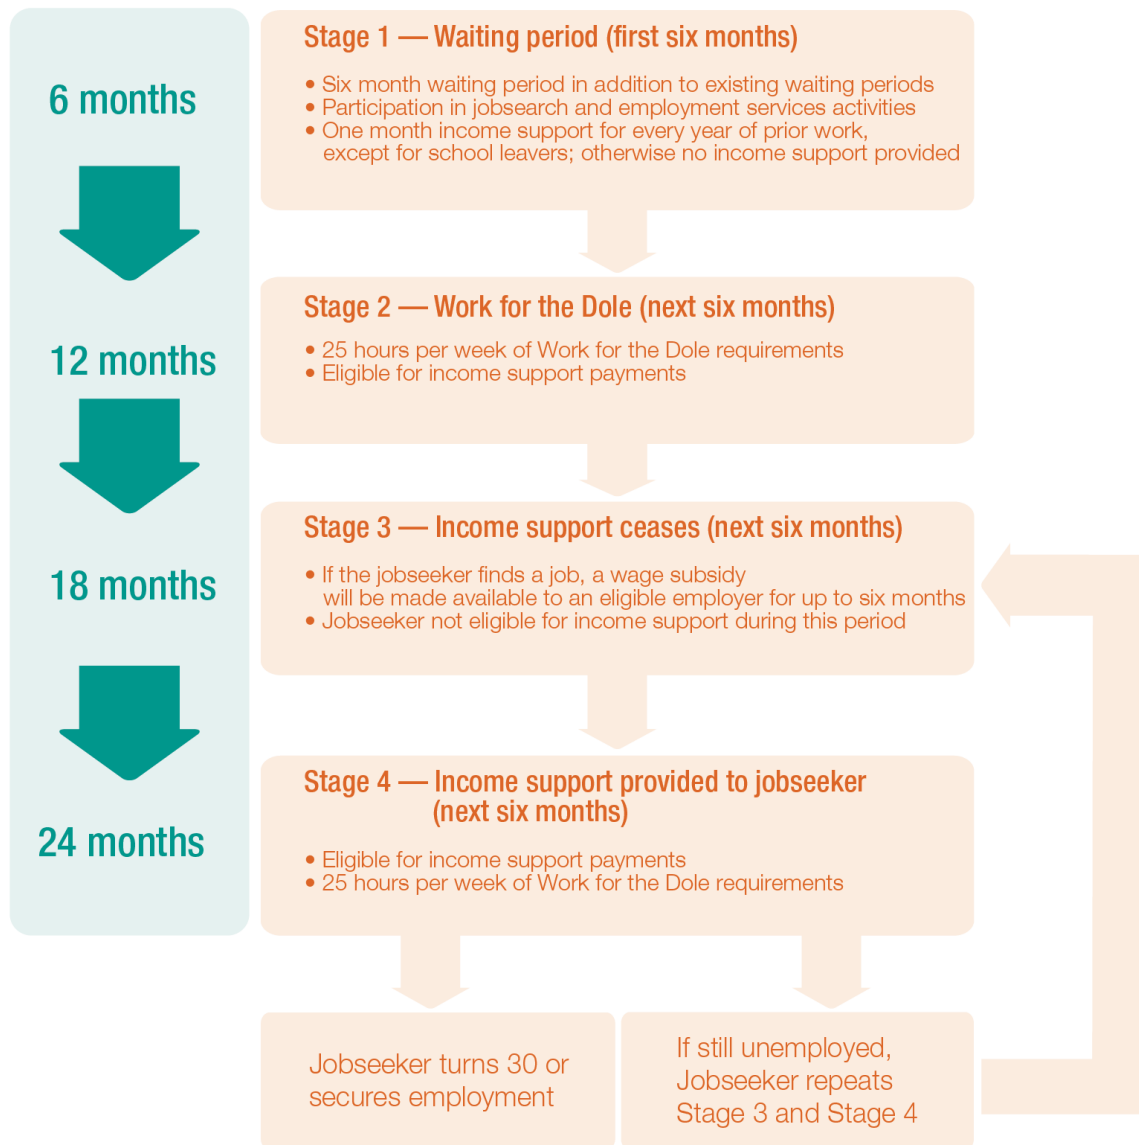 6 months
12 months
18 months
24 months
Stage 1 — Waiting period (first six months)
• Six month waiting period in addition to existing waiting periods
• Participation in jobsearch and employment services activities
• One month income support for every year of prior work,
except for school leavers; otherwise no income support provided
Stage 2 — Work for the Dole (next six months)
• 25 hours per week of Work for the Dole requirements
• Eligible for income support payments
Stage 3 — Income support ceases (next six months)
• If the jobseeker finds a job, a wage subsidy
will be made available to an eligible employer for up to six months
• Jobseeker not eligible for income support during this period
Stage 4 — Income support provided to jobseeker
(next six months)
• Eligible for income support payments
• 25 hours per week of Work for the Dole requirements
Jobseeker turns 30 or
secures employment
If still unemployed,
Jobseeker repeats
Stage 3 and Stage 4